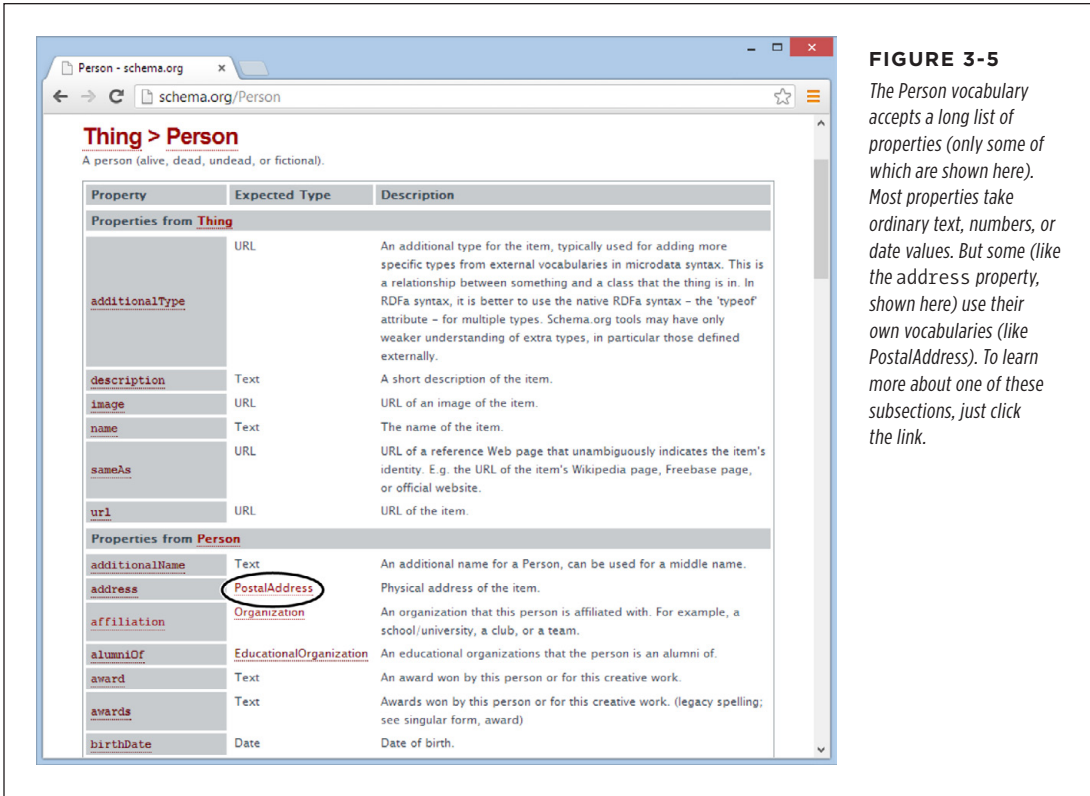 Person - schema.org
schema.org/Person
Thing > Person
A person (alive, dead, undead, or fictional).
Property Expected Type Description
Properties from Thing
additionalType URL An additional type for the item, typically used for adding more
specific types from external vocabularies in microdata syntax. This is
a relationship between something and a class that the thing is in. In
RDFa syntax, it is better to use the native RDFa syntax – the 'typeof'
attribute – for multiple types. Schema.org tools may have only
weaker understanding of extra types, in particular those defined
externally.
description Text A short description of the item.
image URL URL of an image of the item.
name Text The name of the item.
sameAs URL URL of a reference Web page that unambiguously indicates the item's
identity. E.g. the URL of the item's Wikipedia page, Freebase page,
or official website.
url URL URL of the item.
Properties from Person
additionalName Text An additional name for a Person, can be used for a middle name.
address PostalAddress Physical address of the item.
affiliation Organization An organization that this person is affiliated with. For example, a
school/university, a club, or a team.
alumniOf EducationalOrganization An educational organizations that the person is an alumni of.
award Text An award won by this person or for this creative work.
awards Text Awards won by this person or for this creative work. (legacy spelling;
see singular form, award)
birthDate Date Date of birth.
FIGURE 3-5
The Person vocabulary
accepts a long list of
properties (only some of
which are shown here).
Most properties take
ordinary text, numbers, or
date values. But some (like
the address property,
shown here) use their
own vocabularies (like
PostalAddress). To learn
more about one of these
subsections, just click
the link.